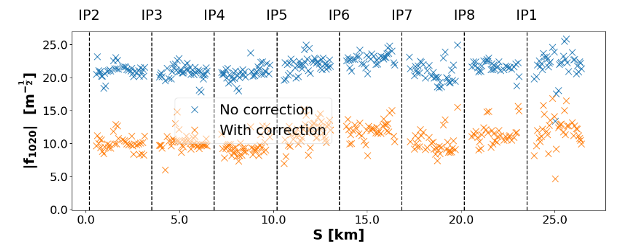 IP2 IP3 IP4 IP5 IP6 IP7 IP8 IP1
|f₁₀₂₀| [m^{-1/2}]
25.0
20.0
15.0
10.0
5.0
0.0
No correction
With correction
0.0 5.0 10.0 15.0 20.0 25.0
S [km]